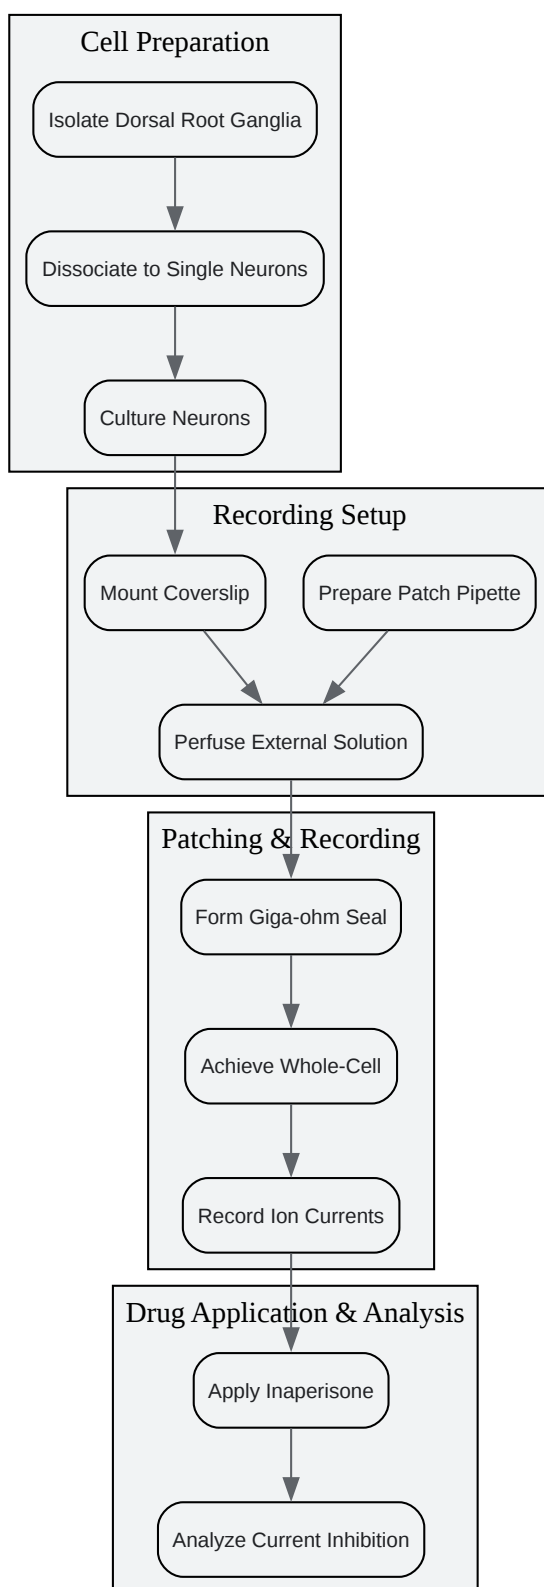 Cell Preparation
Isolate Dorsal Root Ganglia
Dissociate to Single Neurons
Culture Neurons
Recording Setup
Mount Coverslip
Prepare Patch Pipette
Perfuse External Solution
Patching & Recording
Form Giga-ohm Seal
Achieve Whole-Cell
Record Ion Currents
Drug Application & Analysis
Apply Inaperisone
Analyze Current Inhibition